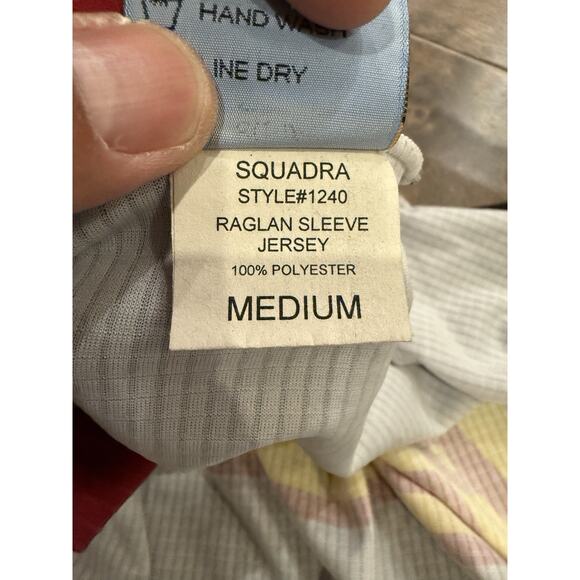 HAND WASH
INE DRY
SQUADRA
STYLE#1240
RAGLAN SLEEVE
JERSEY
100% POLYESTER
MEDIUM